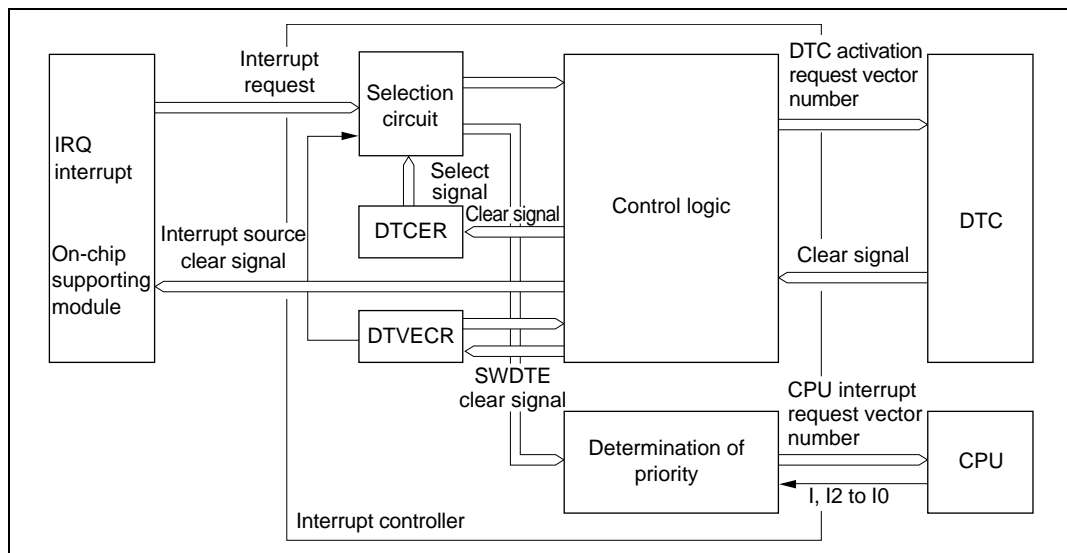 Interrupt
request
Selection
circuit
DTC activation
request vector
number
IRQ
interrupt
On-chip
supporting
module
Select
signal
DTCER
Clear signal
Control logic
DTC
Interrupt source
clear signal
Clear signal
DTVECR
SWDTE
clear signal
CPU interrupt
request vector
number
Determination of
priority
CPU
I, I2 to I0
Interrupt controller